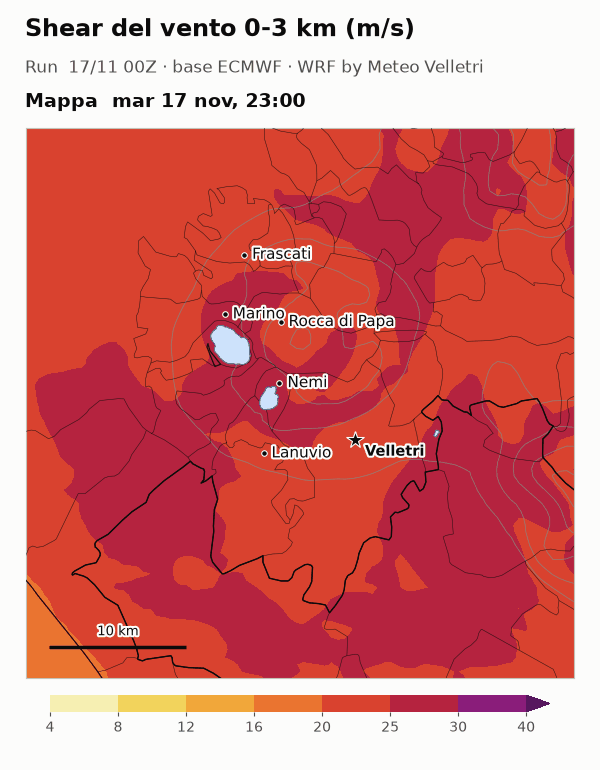 Shear del vento 0-3 km (m/s)
Run  17/11 00Z · base ECMWF · WRF by Meteo Velletri
Mappa  mar 17 nov, 23:00
Frascati
Marino
Rocca di Papa
Nemi
Velletri
Lanuvio
10 km
4 8 12 16 20 25 30 40